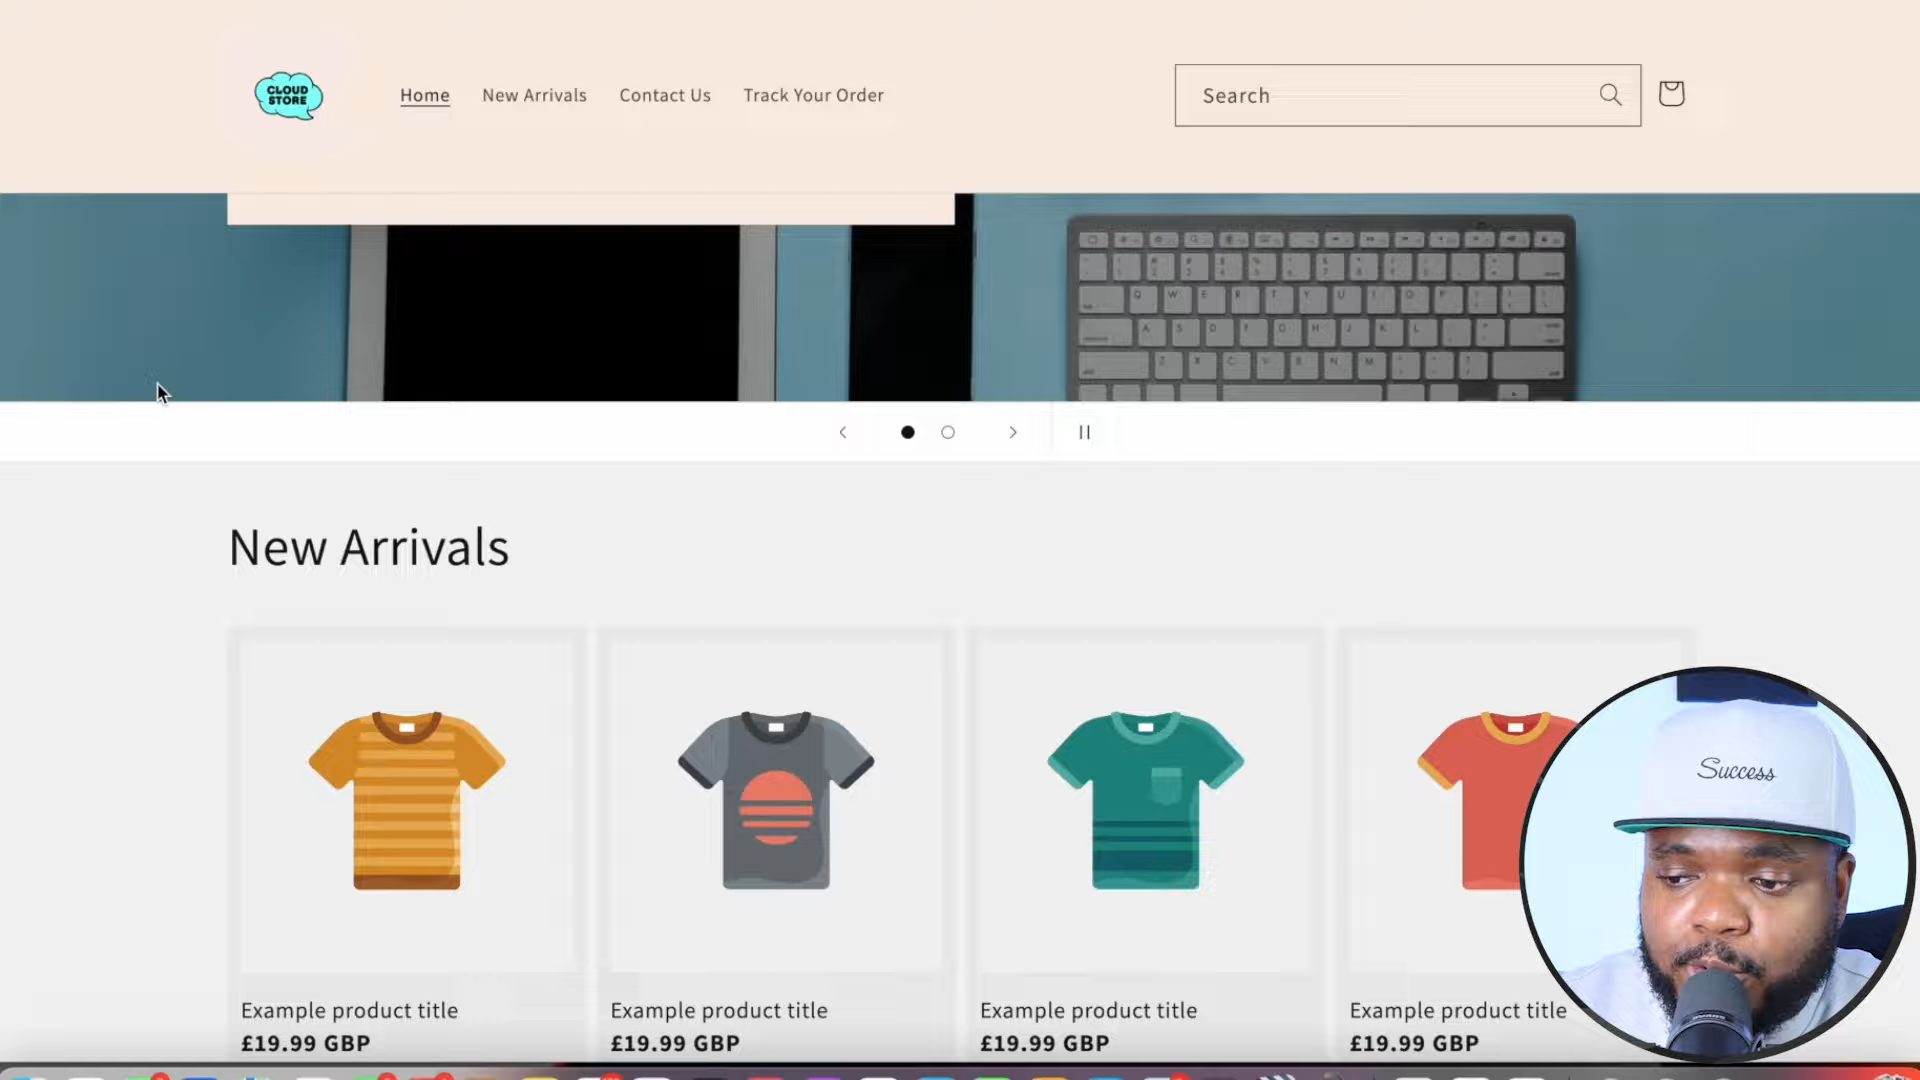 CLOUD
STORE
Home
New Arrivals
Contact Us
Track Your Order
Search
New Arrivals
Success
Example product title
£19.99 GBP
Example product title
£19.99 GBP
Example product title
£19.99 GBP
Example product title
£19.99 GBP